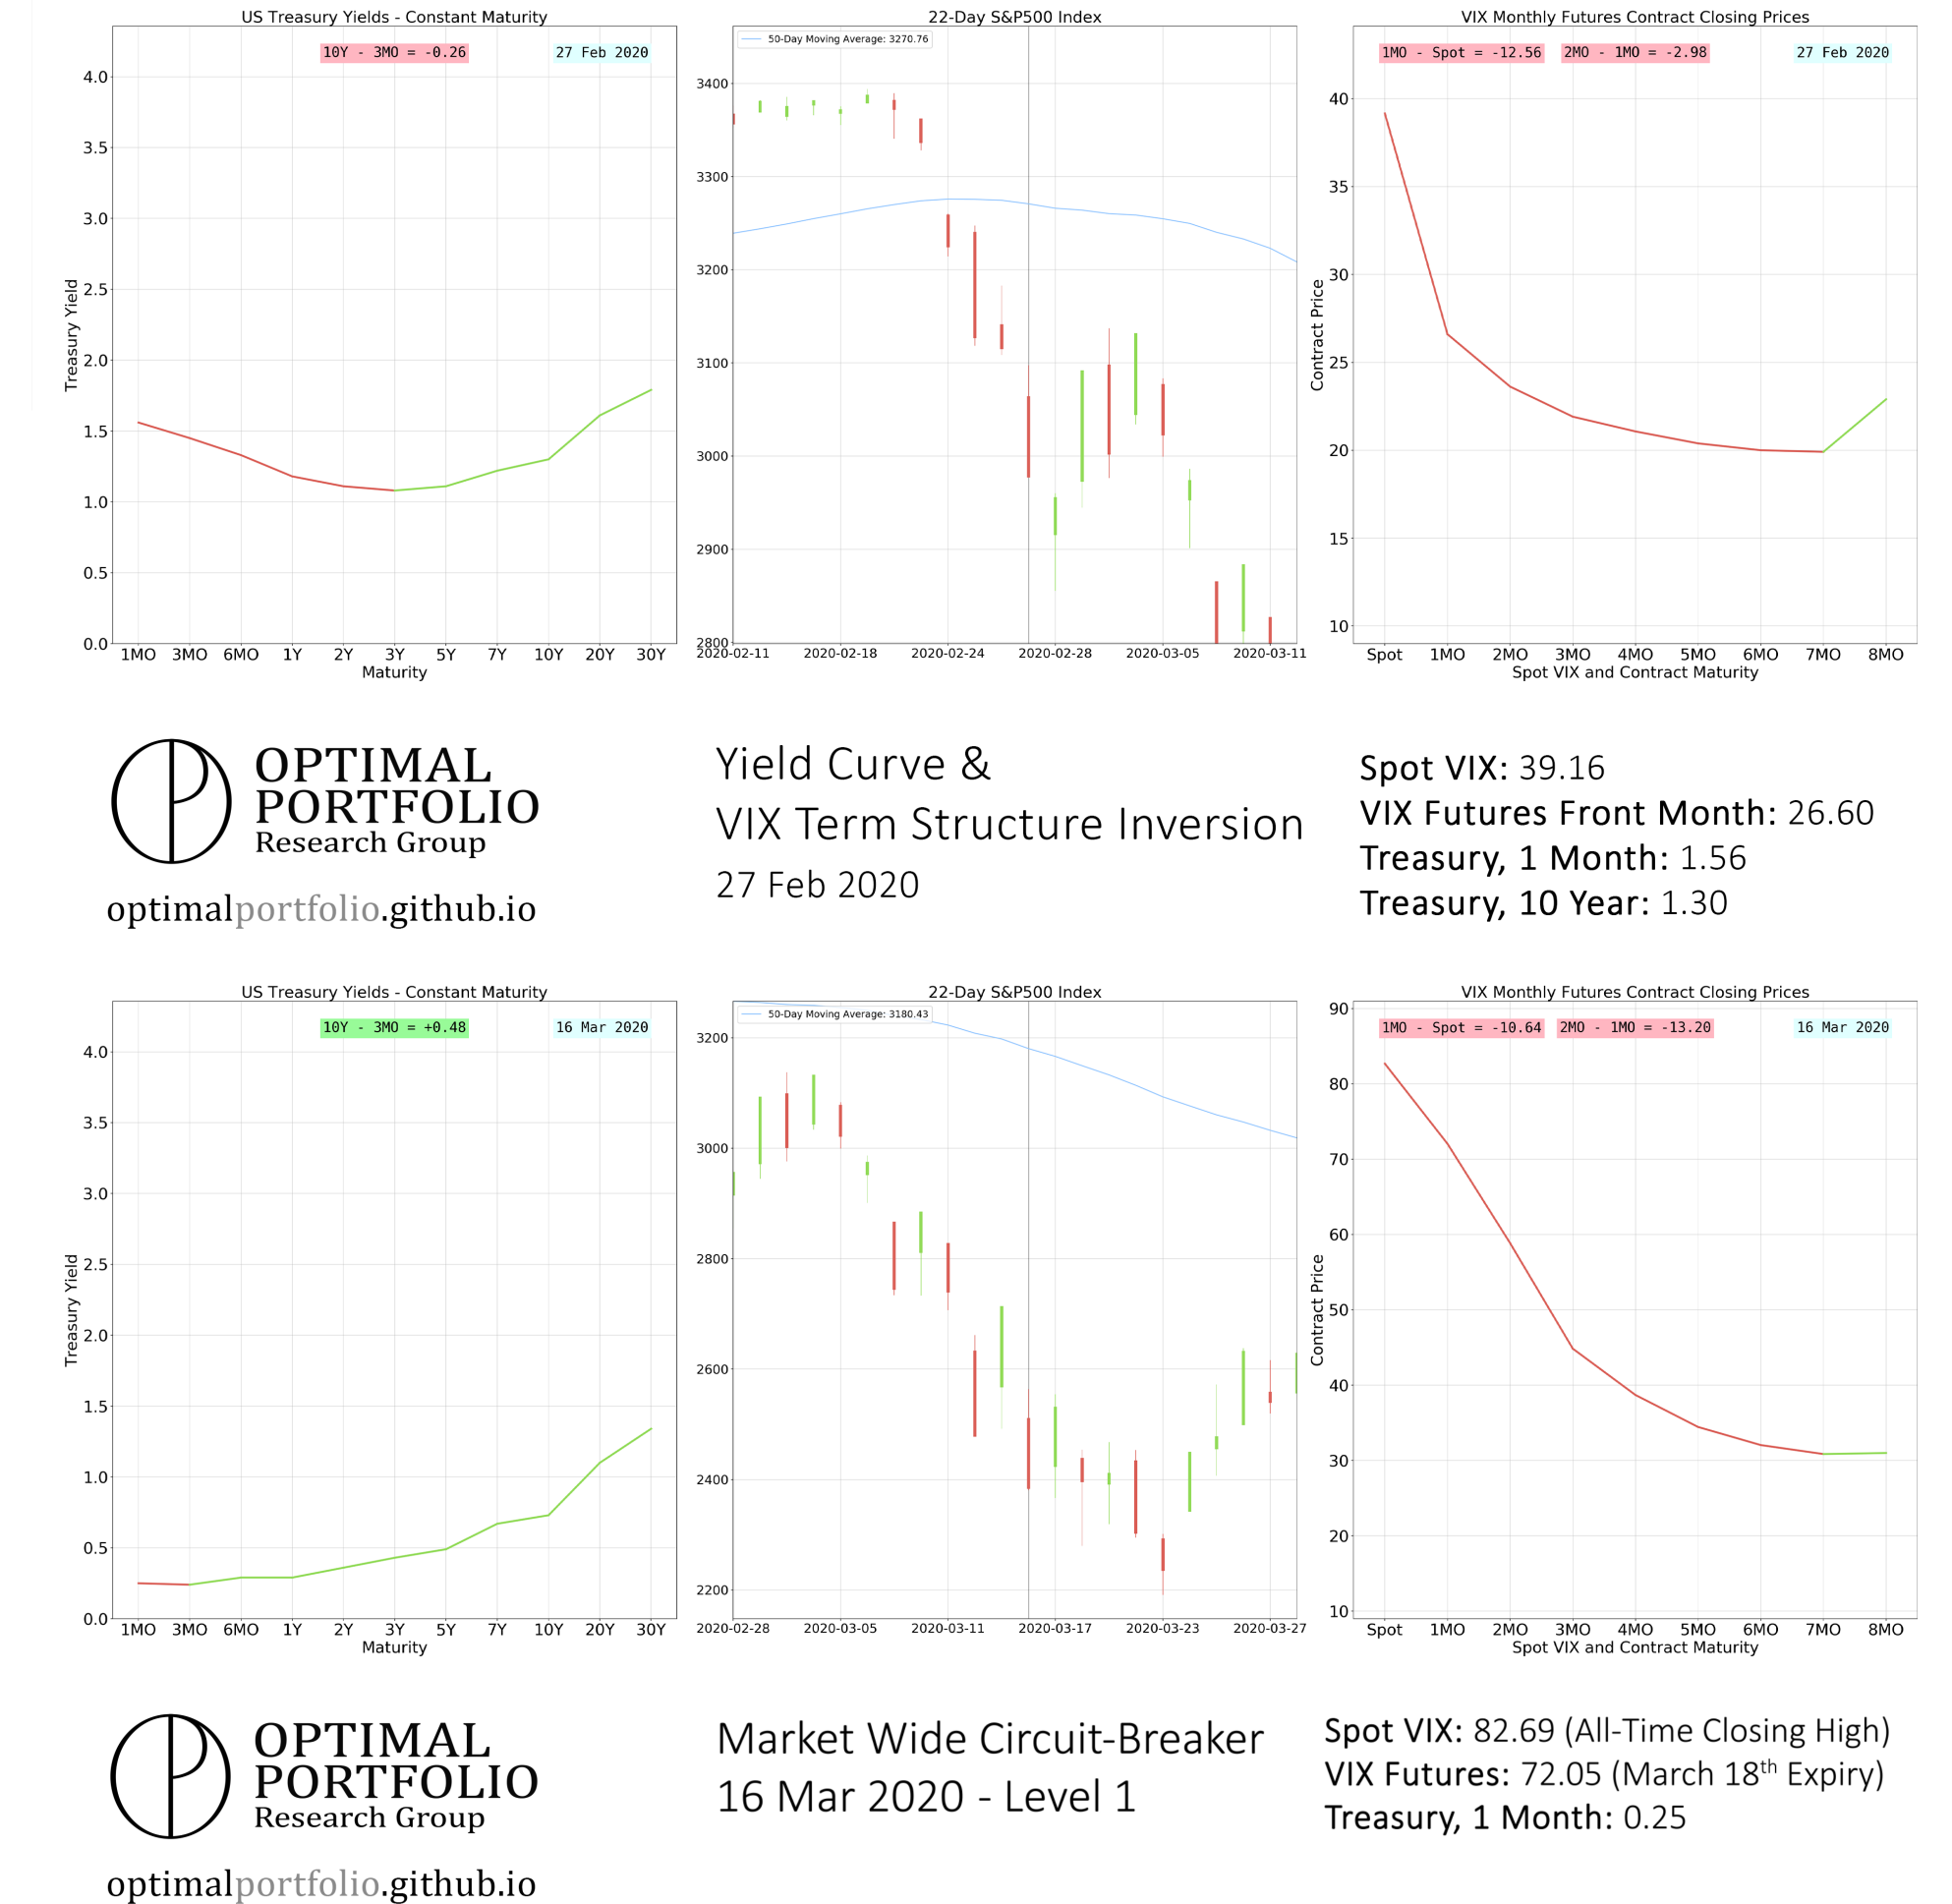 US Treasury Yields - Constant Maturity
10Y - 3MO = -0.26
27 Feb 2020
4.0
3.5
3.0
2.5
2.0
1.5
1.0
0.5
0.0
Treasury Yield
1MO 3MO 6MO 1Y 2Y 3Y 5Y 7Y 10Y 20Y 30Y
Maturity
22-Day S&P500 Index
50-Day Moving Average: 3270.76
3400
3300
3200
3100
3000
2900
2800
2020-02-11 2020-02-18 2020-02-24 2020-02-28 2020-03-05 2020-03-11
VIX Monthly Futures Contract Closing Prices
1MO - Spot = -12.56
2MO - 1MO = -2.98
27 Feb 2020
40
35
30
25
20
15
10
Contract Price
Spot 1MO 2MO 3MO 4MO 5MO 6MO 7MO 8MO
Spot VIX and Contract Maturity
OPTIMAL
PORTFOLIO
Research Group
optimalportfolio.github.io
Yield Curve &
VIX Term Structure Inversion
27 Feb 2020
Spot VIX: 39.16
VIX Futures Front Month: 26.60
Treasury, 1 Month: 1.56
Treasury, 10 Year: 1.30
US Treasury Yields - Constant Maturity
10Y - 3MO = +0.48
16 Mar 2020
4.0
3.5
3.0
2.5
2.0
1.5
1.0
0.5
0.0
Treasury Yield
1MO 3MO 6MO 1Y 2Y 3Y 5Y 7Y 10Y 20Y 30Y
Maturity
22-Day S&P500 Index
50-Day Moving Average: 3180.43
3200
3000
2800
2600
2400
2200
2020-02-28 2020-03-05 2020-03-11 2020-03-17 2020-03-23 2020-03-27
VIX Monthly Futures Contract Closing Prices
1MO - Spot = -10.64
2MO - 1MO = -13.20
16 Mar 2020
90
80
70
60
50
40
30
20
10
Contract Price
Spot 1MO 2MO 3MO 4MO 5MO 6MO 7MO 8MO
Spot VIX and Contract Maturity
OPTIMAL
PORTFOLIO
Research Group
optimalportfolio.github.io
Market Wide Circuit-Breaker
16 Mar 2020 - Level 1
Spot VIX: 82.69 (All-Time Closing High)
VIX Futures: 72.05 (March 18th Expiry)
Treasury, 1 Month: 0.25